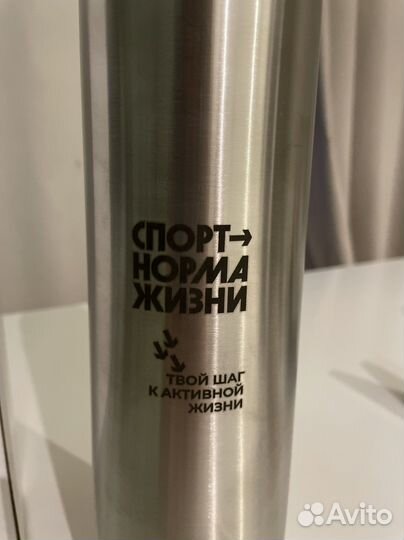 СПОРТ→
НОРМА
ЖИЗНИ
ТВОЙ ШАГ
К АКТИВНОЙ
ЖИЗНИ
Avito